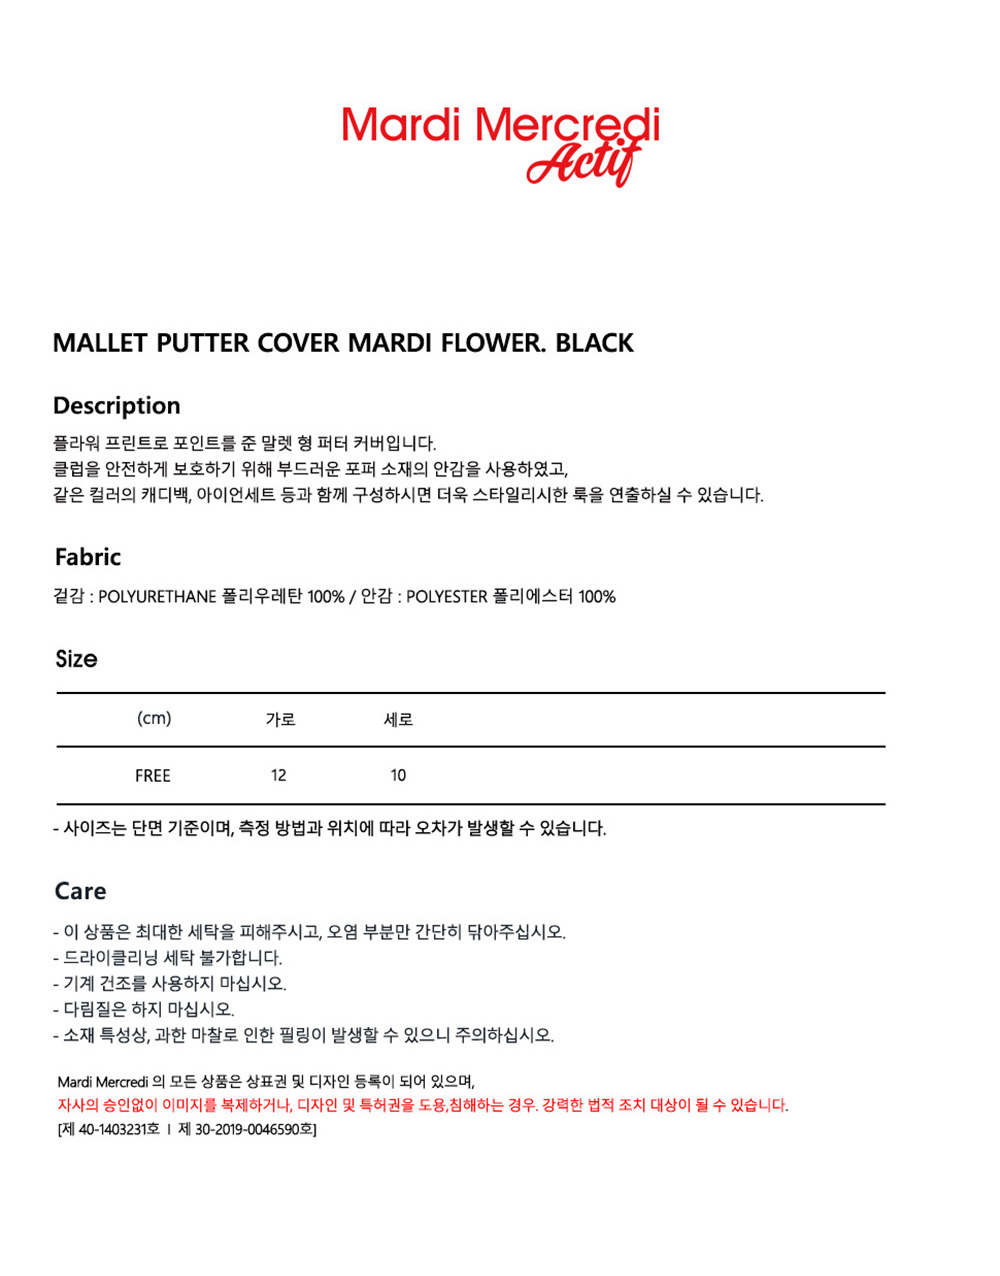 Mardi Mercredi
Actif
MALLET PUTTER COVER MARDI FLOWER. BLACK
Description
플라워 프린트로 포인트를 준 말렛 형 퍼터 커버입니다.
클럽을 안전하게 보호하기 위해 부드러운 포퍼 소재의 안감을 사용하였고,
같은 컬러의 캐디백, 아이언세트 등과 함께 구성하시면 더욱 스타일리시한 룩을 연출하실 수 있습니다.
Fabric
겉감 : POLYURETHANE 폴리우레탄 100% / 안감 : POLYESTER 폴리에스터 100%
Size
(cm) 가로 세로
FREE 12 10
- 사이즈는 단면 기준이며, 측정 방법과 위치에 따라 오차가 발생할 수 있습니다.
Care
- 이 상품은 최대한 세탁을 피해주시고, 오염 부분만 간단히 닦아주십시오.
- 드라이클리닝 세탁 불가합니다.
- 기계 건조를 사용하지 마십시오.
- 다림질은 하지 마십시오.
- 소재 특성상, 과한 마찰로 인한 필링이 발생할 수 있으니 주의하십시오.
Mardi Mercredi 의 모든 상품은 상표권 및 디자인 등록이 되어 있으며,
자사의 승인없이 이미지를 복제하거나, 디자인 및 특허권을 도용,침해하는 경우. 강력한 법적 조치 대상이 될 수 있습니다.
[제 40-1403231호 ㅣ 제 30-2019-0046590호]